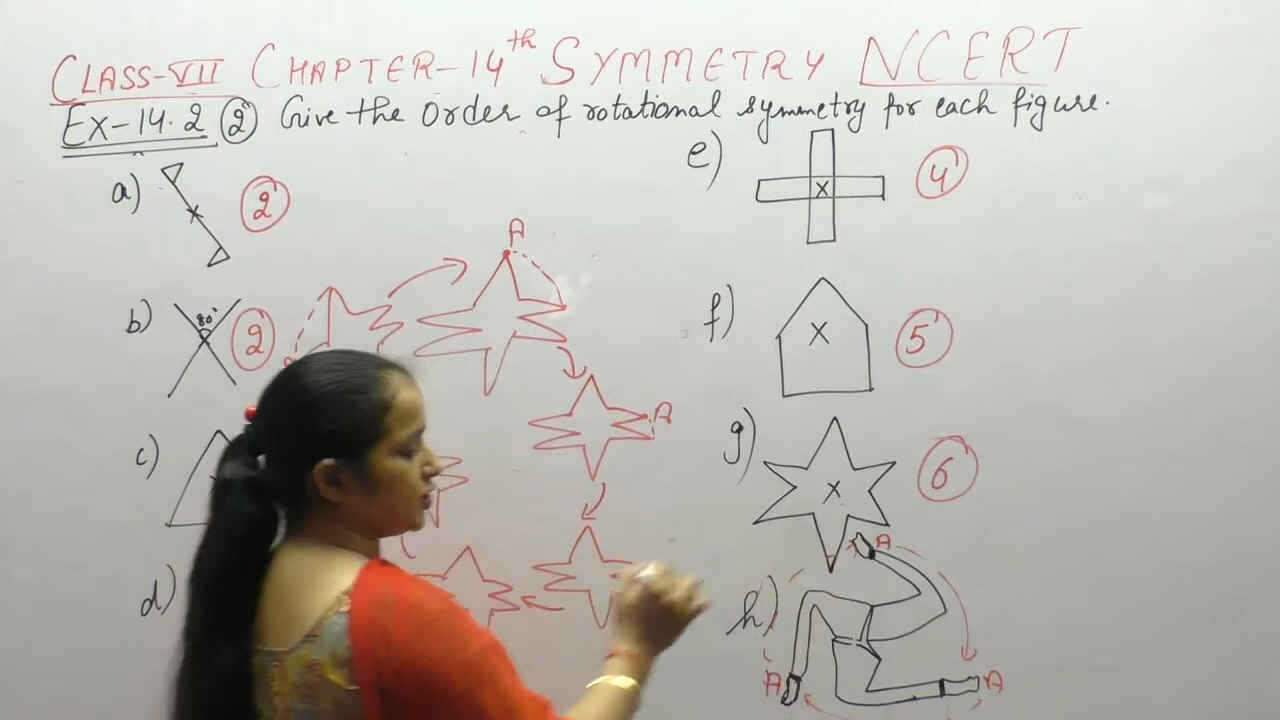 CLASS-VII CHAPTER-14th SYMMETRY NCERT
EX-14.2 ② Give the Order of rotational symmetry for each figure.
a) 2
b) 80° 2
c)
d)
e) x 4
f) x 5
g) x 6
h) A A A
A
A